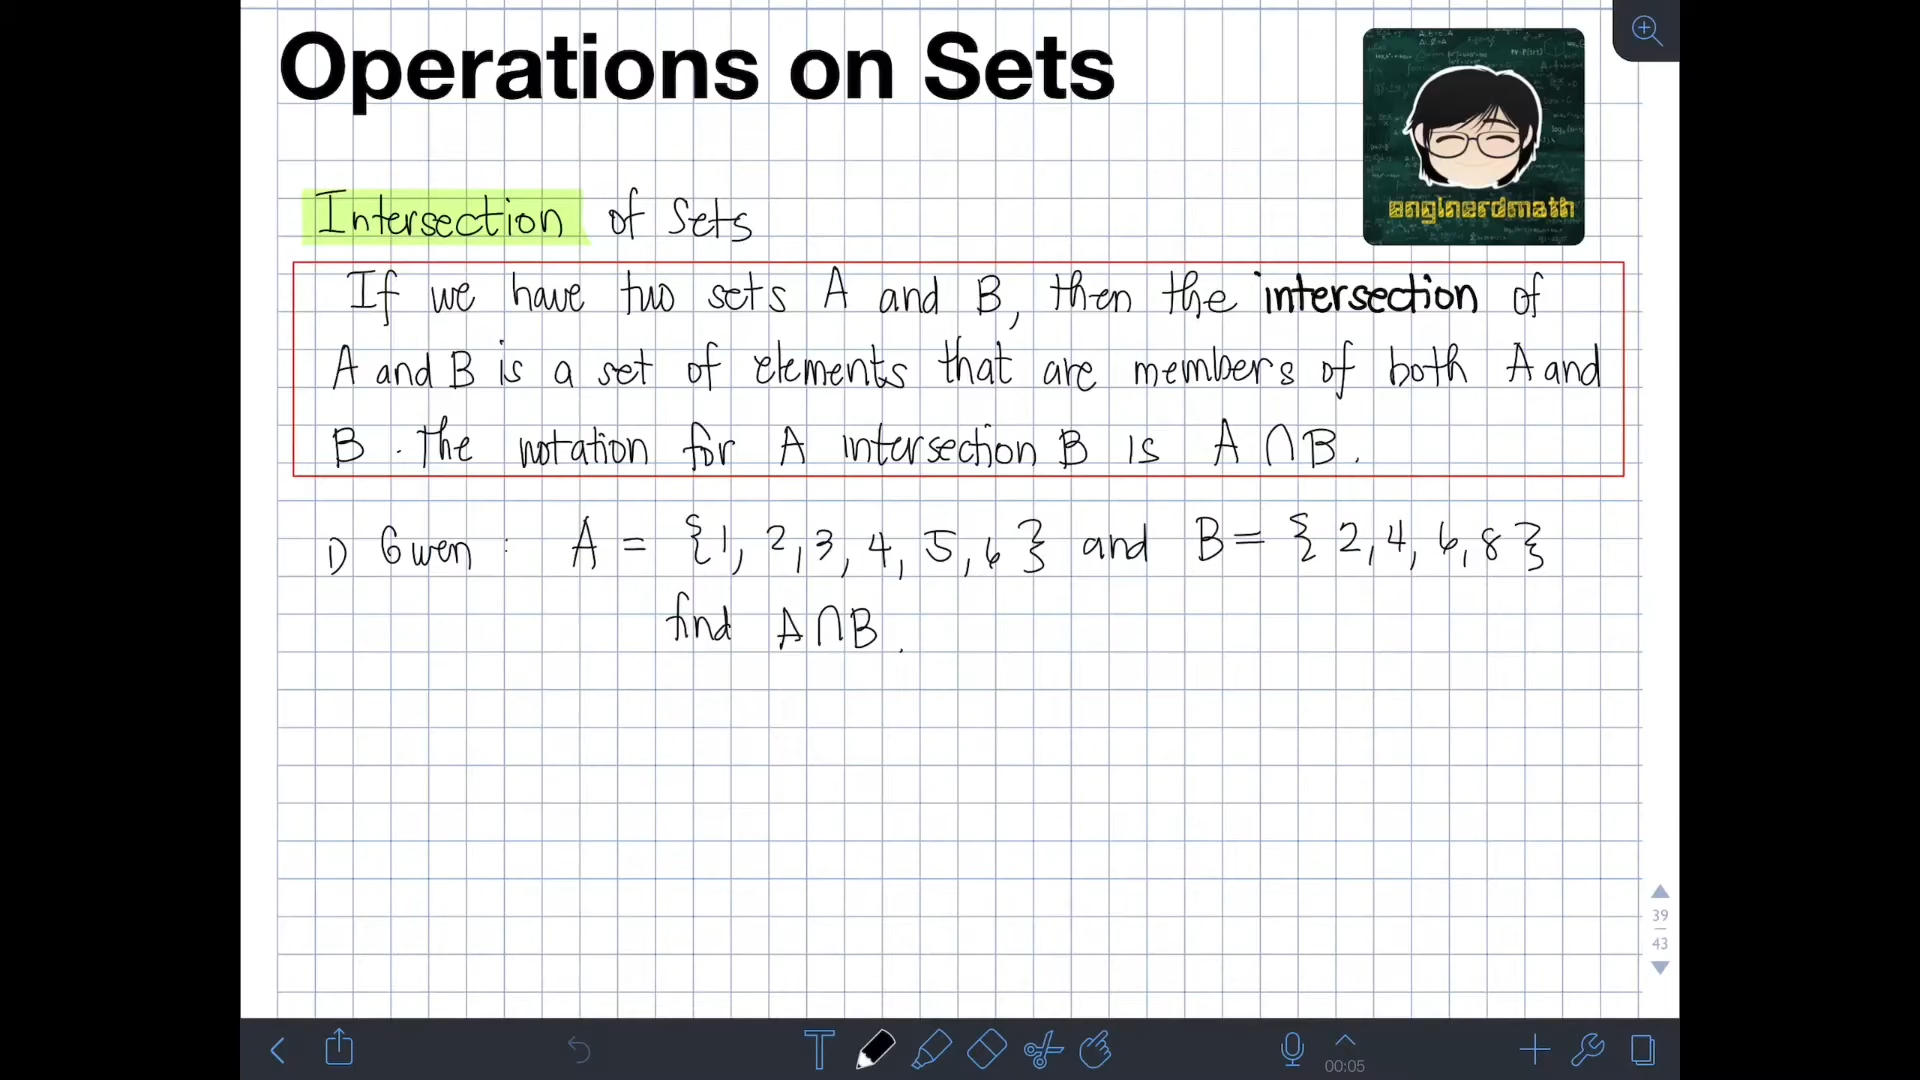 Operations on Sets
enginerdmath
Intersection of Sets
If we have two sets A and B, then the intersection of
A and B is a set of elements that are members of both A and
B. The notation for A intersection B is A ∩ B.
1) Given: A = {1, 2, 3, 4, 5, 6} and B = {2, 4, 6, 8}
find A∩B.
39
43
T
00:05